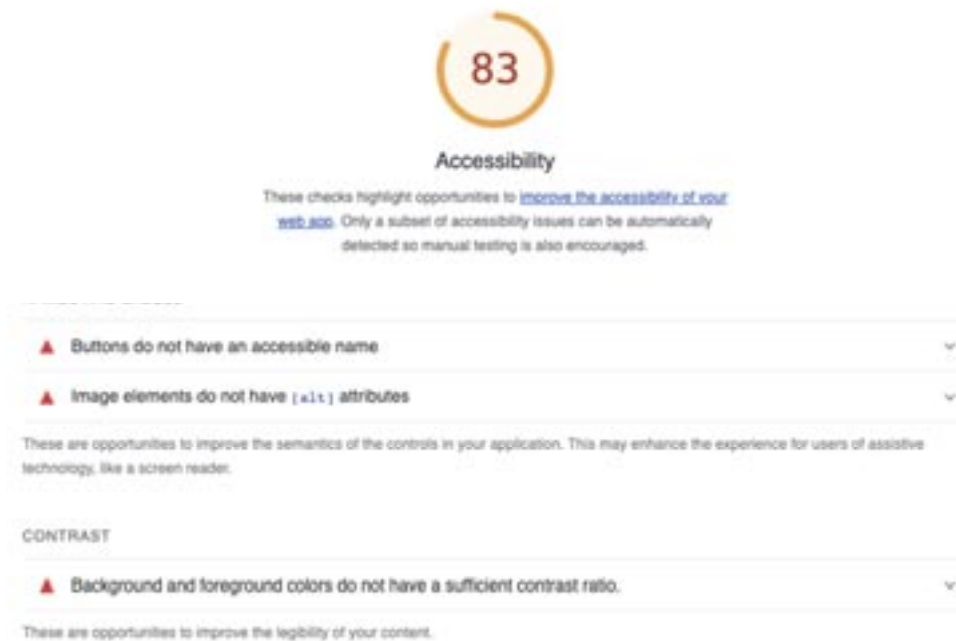 83
Accessibility
These checks highlight opportunities to improve the accessibility of your
web app. Only a subset of accessibility issues can be automatically
detected so manual testing is also encouraged.
Buttons do not have an accessible name
Image elements do not have [alt] attributes
These are opportunities to improve the semantics of the controls in your application. This may enhance the experience for users of assistive
technology, like a screen reader.
CONTRAST
Background and foreground colors do not have a sufficient contrast ratio.
These are opportunities to improve the legibility of your content.